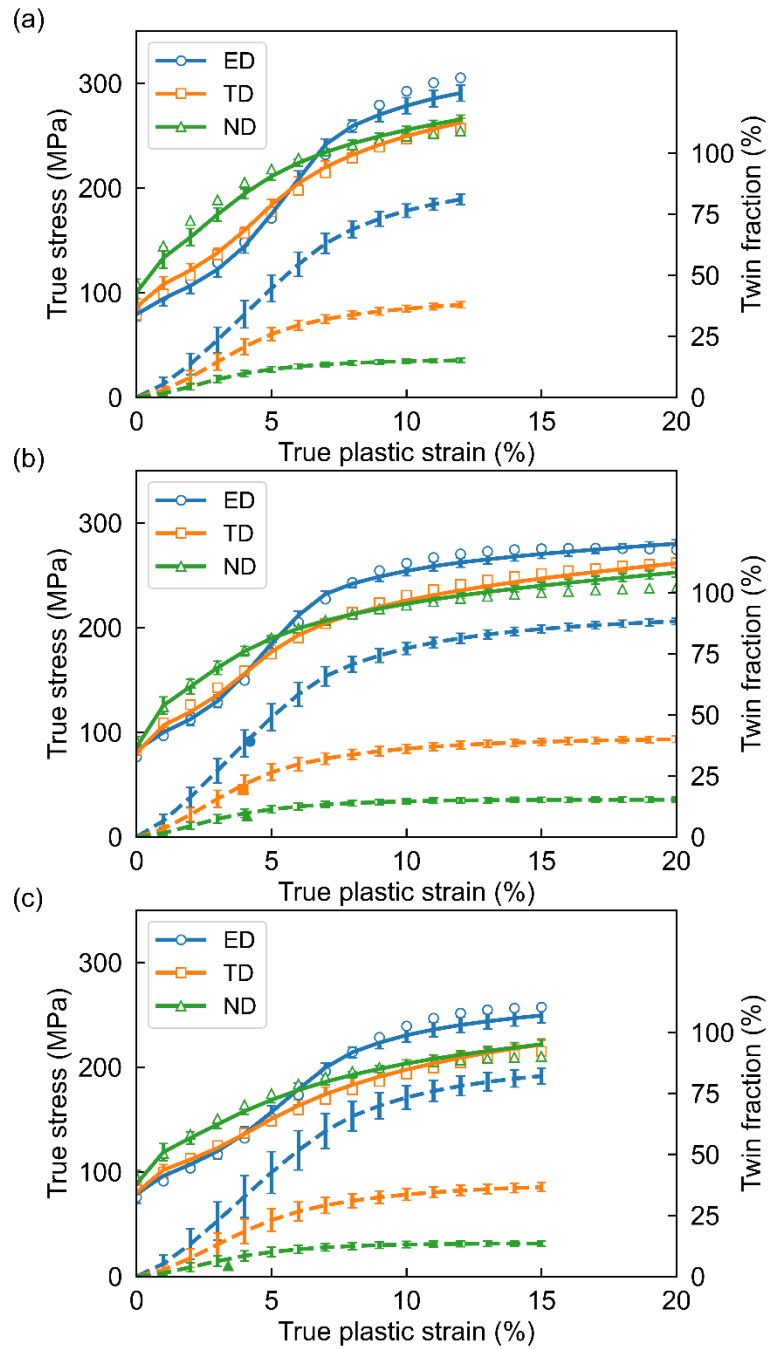 (a)
ED
TD
ND
300
200
100
0
True stress (MPa)
100
75
50
25
0
Twin fraction (%)
0
5
10
15
20
True plastic strain (%)
(b)
ED
TD
ND
300
200
100
0
True stress (MPa)
100
75
50
25
0
Twin fraction (%)
0
5
10
15
20
True plastic strain (%)
(c)
ED
TD
ND
300
200
100
0
True stress (MPa)
100
75
50
25
0
Twin fraction (%)
0
5
10
15
20
True plastic strain (%)